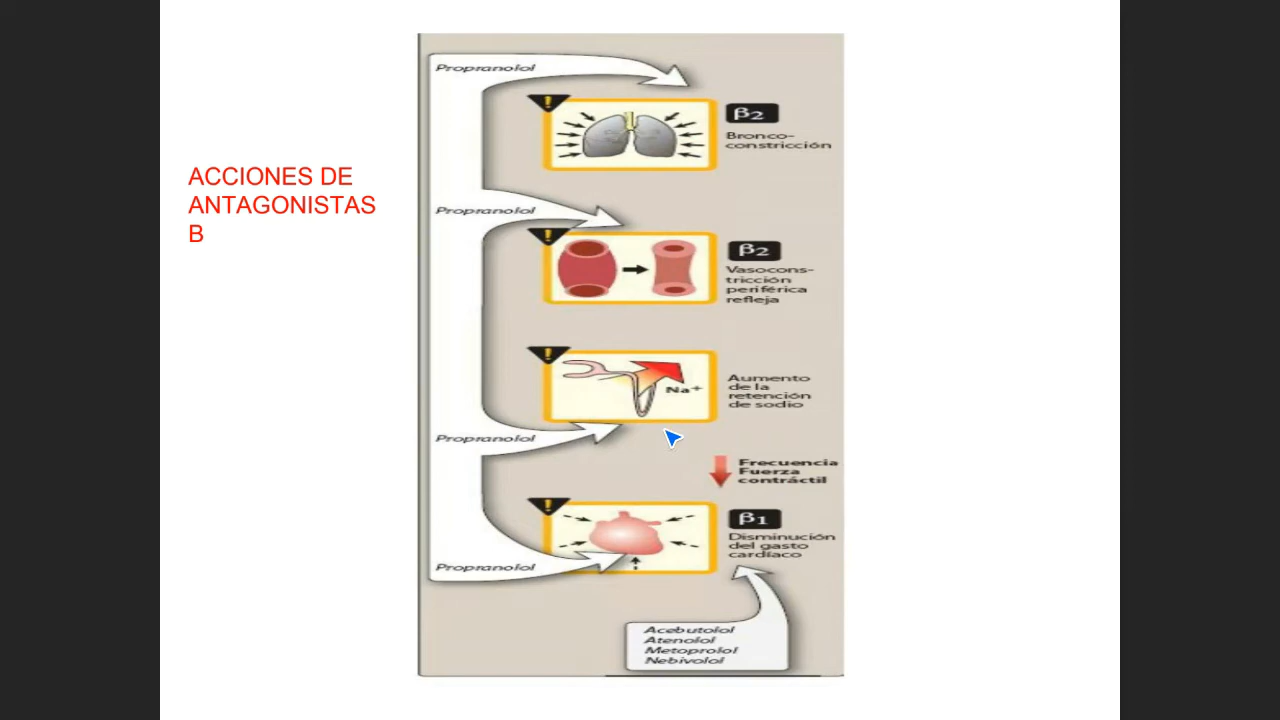 ACCIONES DE
ANTAGONISTAS
B
Propranolol
!
β2
Bronco-
constricción
Propranolol
!
β2
Vasocons-
tricción
periférica
refleja
!
Na+
Aumento
de la
retención
de sodio
Propranolol
Frecuencia
Fuerza
contráctil
!
β1
Disminución
del gasto
cardíaco
Propranolol
Acebutolol
Atenolol
Metoprolol
Nebivolol